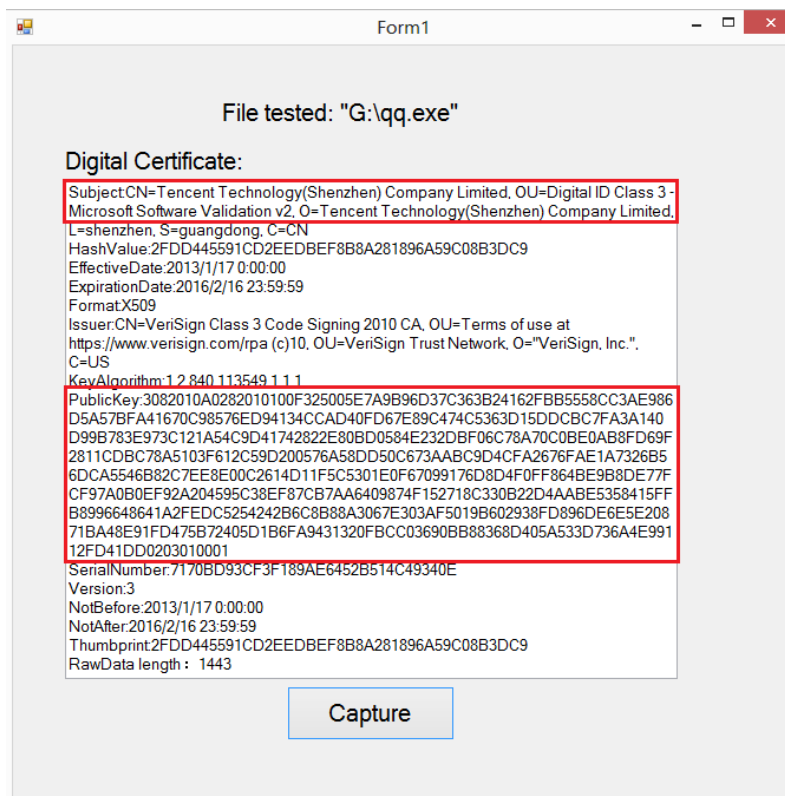 Form1
File tested: "G:\qq.exe"
Digital Certificate:
Subject:CN=Tencent Technology(Shenzhen) Company Limited, OU=Digital ID Class 3 -
Microsoft Software Validation v2, O=Tencent Technology(Shenzhen) Company Limited,
L=shenzhen, S=guangdong, C=CN
HashValue:2FDD445591CD2EEDBEF8B8A281896A59C08B3DC9
EffectiveDate:2013/1/17 0:00:00
ExpirationDate:2016/2/16 23:59:59
Format:X509
Issuer:CN=VeriSign Class 3 Code Signing 2010 CA, OU=Terms of use at
https://www.verisign.com/rpa (c)10, OU=VeriSign Trust Network, O="VeriSign, Inc.",
C=US
KeyAlgorithm:1.2.840.113549.1.1.1
PublicKey:3082010A0282010100F325005E7A9B96D37C363B24162FBB5558CC3AE986
D5A57BFA41670C98576ED94134CCAD40FD67E89C474C5363D15DDCBC7FA3A140
D99B783E973C121A54C9D41742822E80BD0584E232DBF06C78A70C0BE0AB8FD69F
2811CDBC78A5103F612C59D200576A58DD50C673AABC9D4CFA2676FAE1A7326B5
6DCA5546B82C7EE8E00C2614D11F5C5301E0F67099176D8D4F0FF864BE9B8DE77F
CF97A0B0EF92A204595C38EF87CB7AA6409874F152718C330B22D4AABE5358415FF
B8996648641A2FEDC5254242B6C8B88A3067E303AF5019B602938FD896DE6E5E208
71BA48E91FD475B72405D1B6FA9431320FBCC03690BB88368D405A533D736A4E991
12FD41DD0203010001
SerialNumber:7170BD93CF3F189AE6452B514C49340E
Version:3
NotBefore:2013/1/17 0:00:00
NotAfter:2016/2/16 23:59:59
Thumbprint:2FDD445591CD2EEDBEF8B8A281896A59C08B3DC9
RawData length：1443
Capture